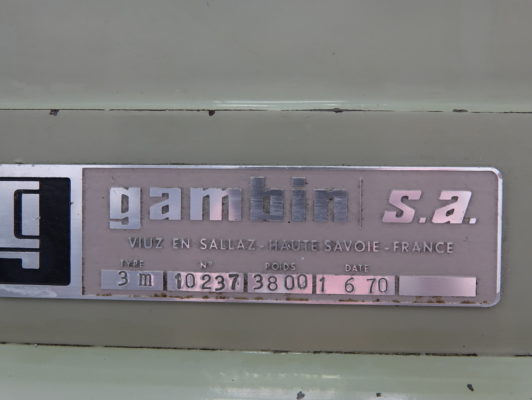 g
gambin s.a.
VIUZ EN SALLAZ - HAUTE SAVOIE - FRANCE
TYPE N° POIDS DATE
3 m 10237 3800 1 6 70